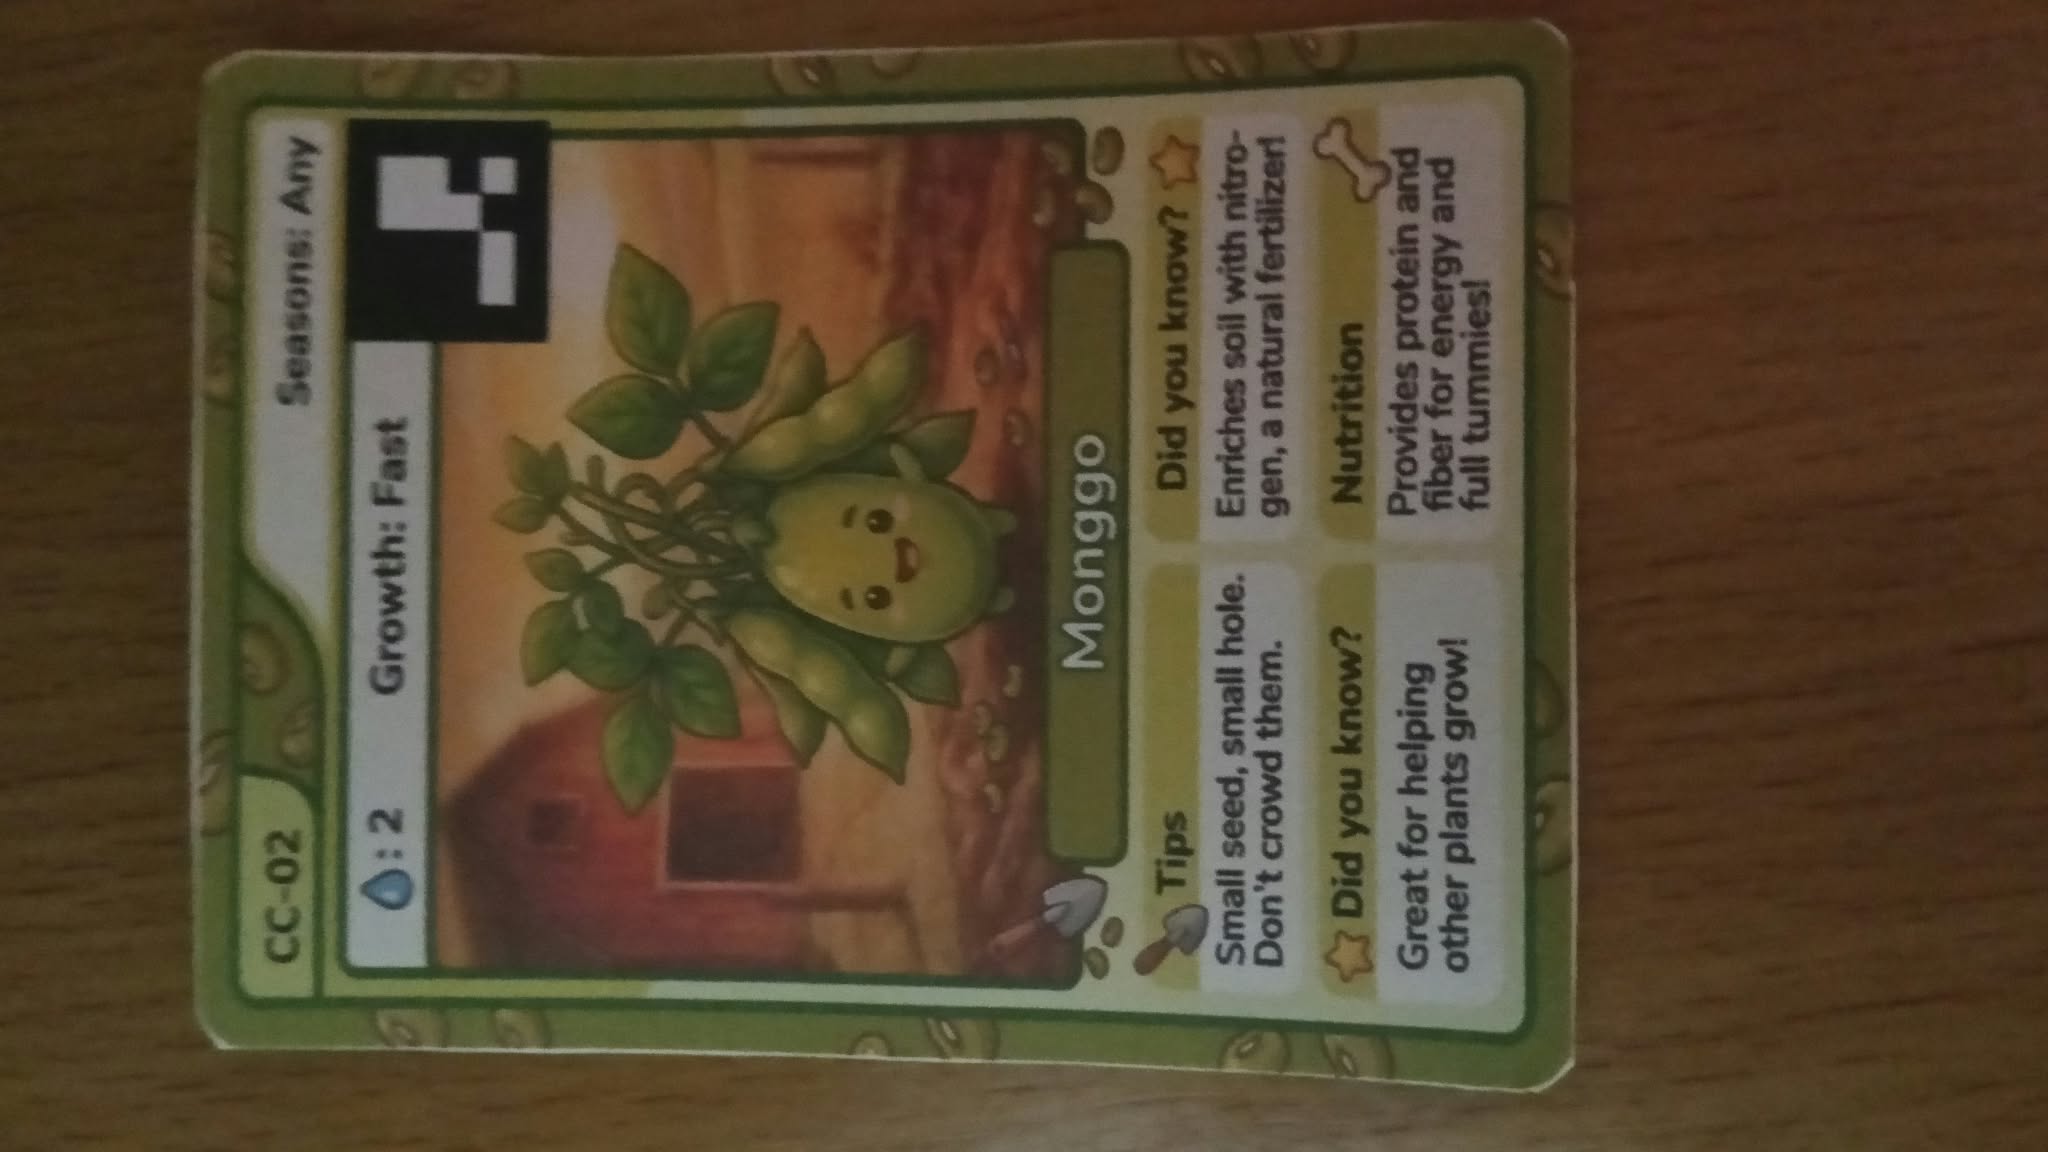 CC-02
Seasons: Any
: 2
Growth: Fast
Monggo
Tips
Small seed, small hole.
Don't crowd them.
Did you know?
Enriches soil with nitro-
gen, a natural fertilizer!
Did you know?
Great for helping
other plants grow!
Nutrition
Provides protein and
fiber for energy and
full tummies!